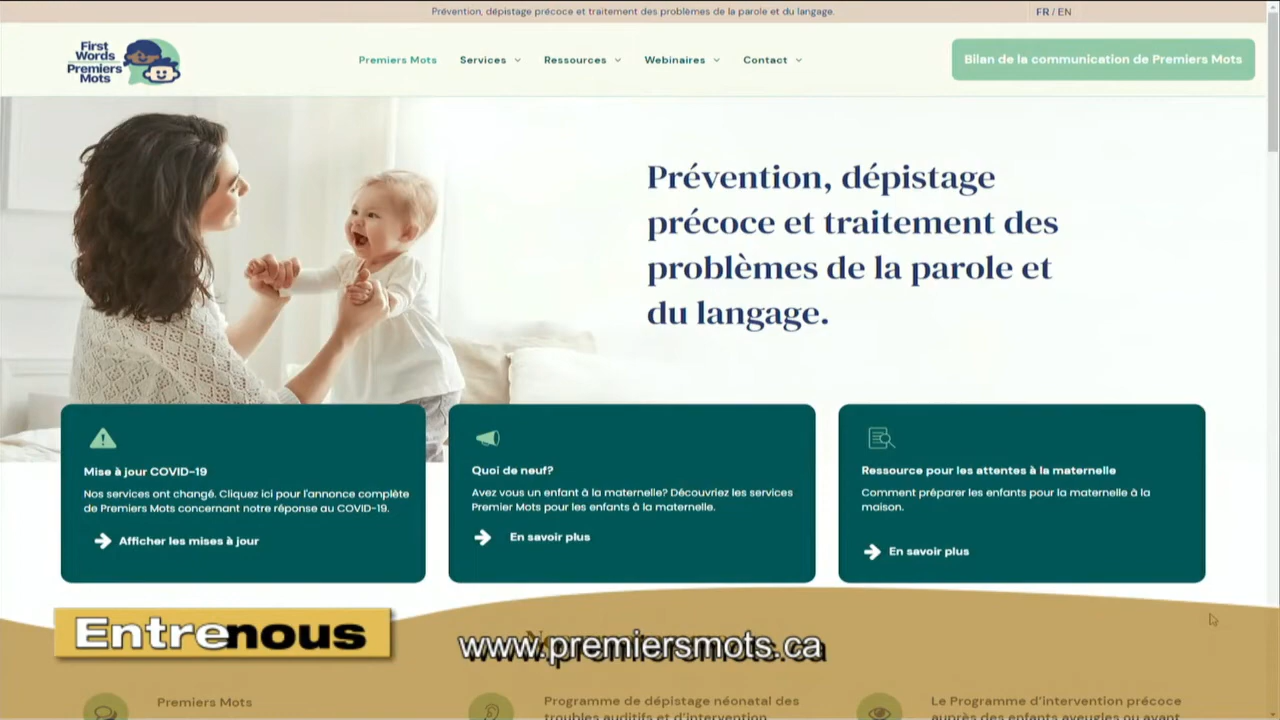 Prévention, dépistage précoce et traitement des problèmes de la parole et du langage.
FR / EN
First
Words
Premiers
Mots
Premiers Mots
Services
Ressources
Webinaires
Contact
Bilan de la communication de Premiers Mots
Prévention, dépistage
précoce et traitement des
problèmes de la parole et
du langage.
Mise à jour COVID-19
Nos services ont changé. Cliquez ici pour l'annonce complète
de Premiers Mots concernant notre réponse au COVID-19.
Afficher les mises à jour
Quoi de neuf?
Avez vous un enfant à la maternelle? Découvriez les services
Premier Mots pour les enfants à la maternelle.
En savoir plus
Ressource pour les attentes à la maternelle
Comment préparer les enfants pour la maternelle à la
maison.
En savoir plus
Entrenous
www.premiersmots.ca
Premiers Mots
Programme de dépistage néonatal des
troubles auditifs et d'intervention
Le Programme d'intervention précoce
auprès des enfants aveugles ou ayant